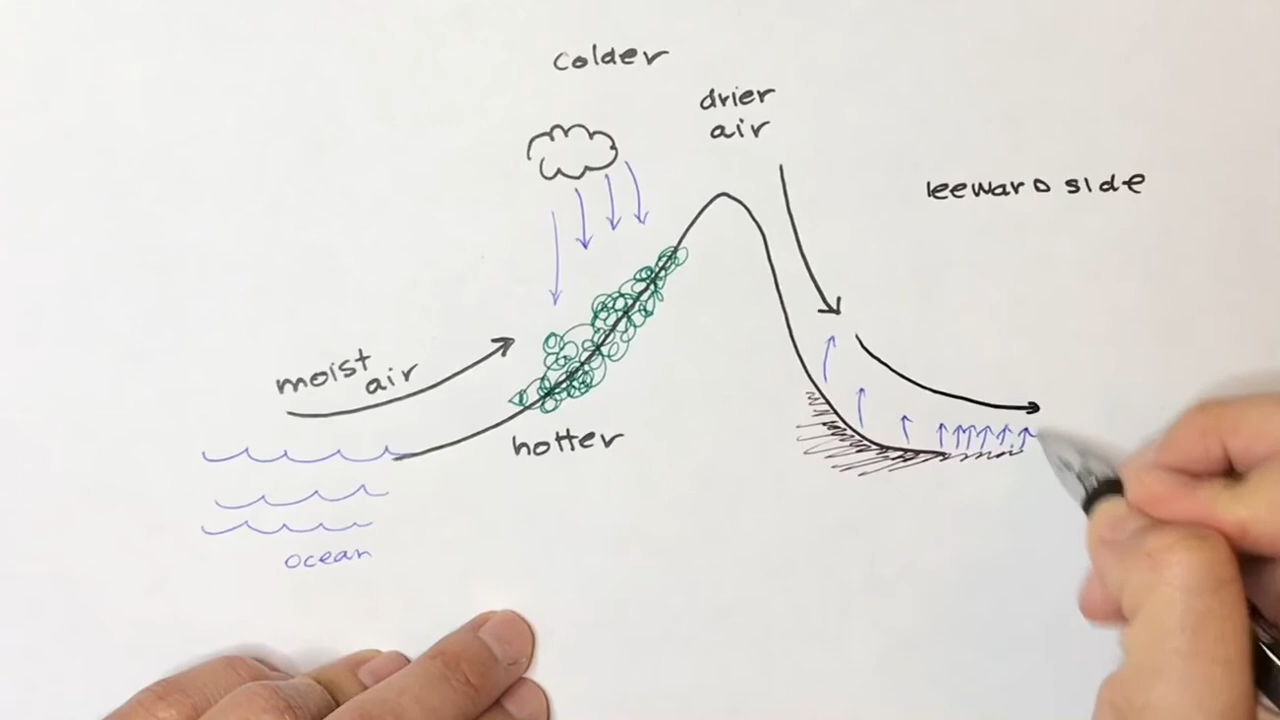 colder
drier
air
leeward side
moist
air
hotter
ocean